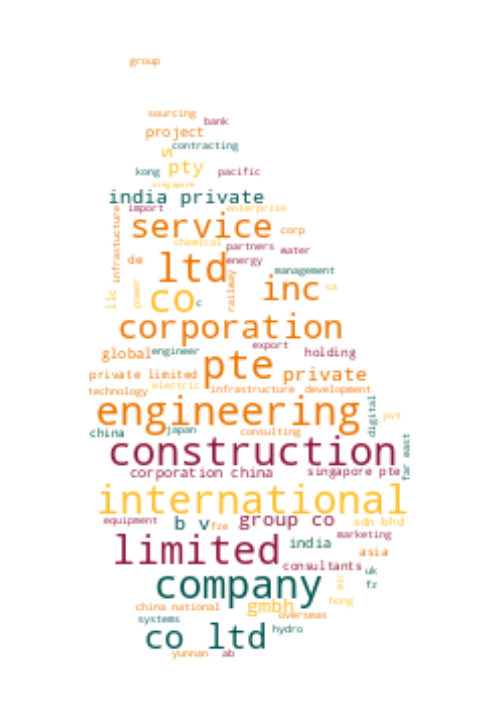 group
sourcing
bank
project
contracting
pty
kong
pacific
singapore
india private
import
enterprise
service
corp
chemical
partners
water
infrastucture
de
ltd
energy
management
llc
power
co
c
railway
inc
sa
corporation
export
global
engineer
holding
pte
private limited
private
technology
electric
infrastructure
development
engineering
digital
pvt
china
japan
consulting
construction
far east
corporation china
singapore pte
international
equipment
b v
fze
group co
sdn bhd
marketing
limited
india
asia
consultants
uk
company
air
fz
china national
gmbh
hong
overseas
systems
co ltd
hydro
yunnan
ab